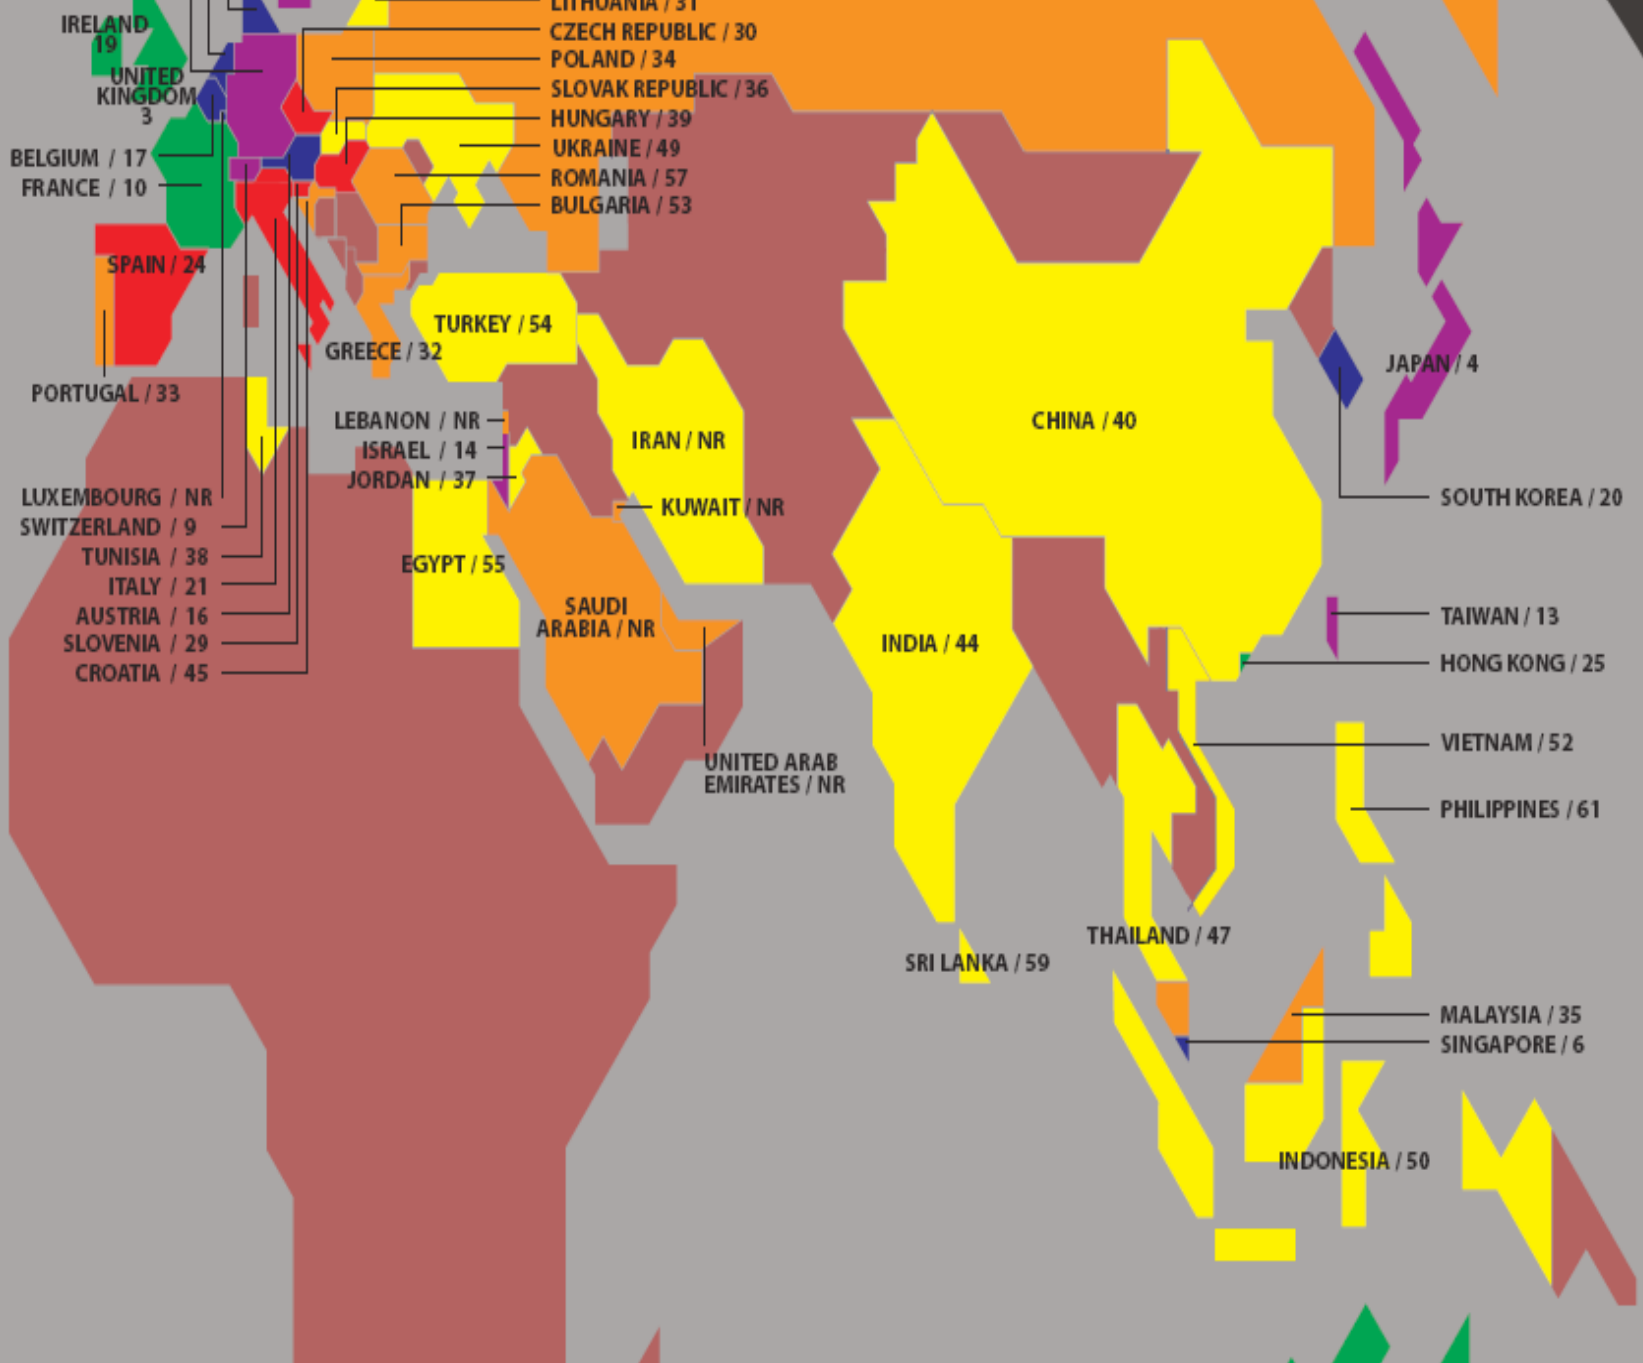 LITHUANIA / 31
IRELAND
19
CZECH REPUBLIC / 30
POLAND / 34
UNITED
KINGDOM
3
SLOVAK REPUBLIC / 36
HUNGARY / 39
UKRAINE / 49
BELGIUM / 17
FRANCE / 10
ROMANIA / 57
BULGARIA / 53
SPAIN / 24
TURKEY / 54
GREECE / 32
JAPAN / 4
PORTUGAL / 33
LEBANON / NR
ISRAEL / 14
JORDAN / 37
IRAN / NR
CHINA / 40
KUWAIT / NR
SOUTH KOREA / 20
LUXEMBOURG / NR
SWITZERLAND / 9
TUNISIA / 38
ITALY / 21
AUSTRIA / 16
SLOVENIA / 29
CROATIA / 45
EGYPT / 55
SAUDI
ARABIA / NR
INDIA / 44
TAIWAN / 13
HONG KONG / 25
VIETNAM / 52
UNITED ARAB
EMIRATES / NR
PHILIPPINES / 61
THAILAND / 47
SRI LANKA / 59
MALAYSIA / 35
SINGAPORE / 6
INDONESIA / 50